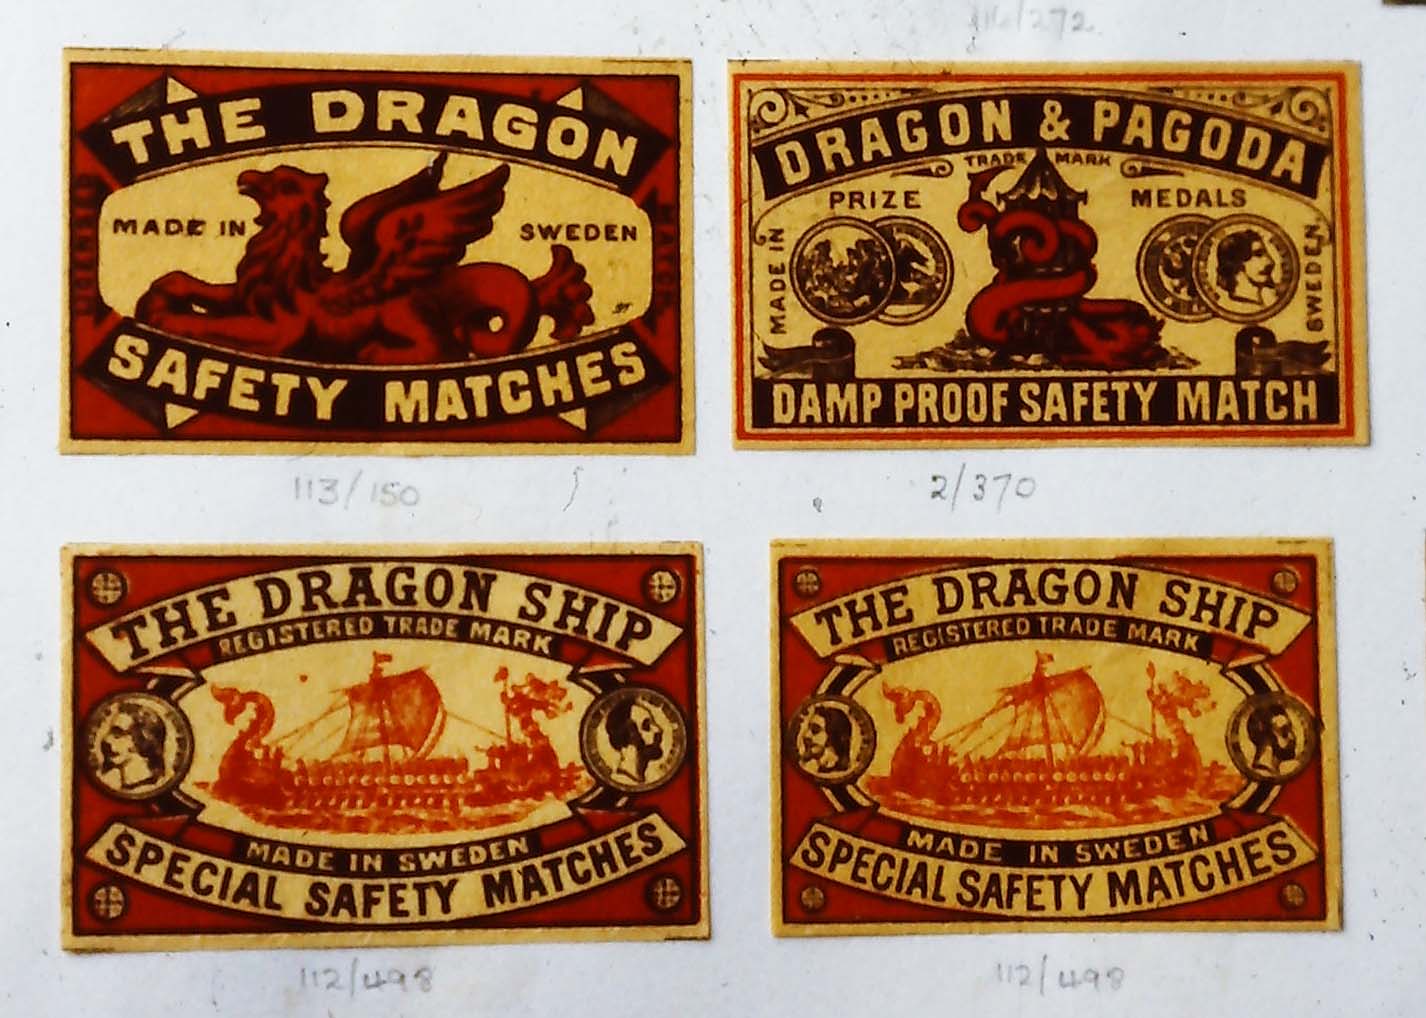 116/272
THE DRAGON
MADE IN SWEDEN
SAFETY MATCHES
113/150
DRAGON & PAGODA
TRADE MARK
PRIZE MEDALS
MADE IN
SWEDEN
DAMP PROOF SAFETY MATCH
2/370
THE DRAGON SHIP
REGISTERED TRADE MARK
MADE IN SWEDEN
SPECIAL SAFETY MATCHES
112/498
THE DRAGON SHIP
REGISTERED TRADE MARK
MADE IN SWEDEN
SPECIAL SAFETY MATCHES
112/498